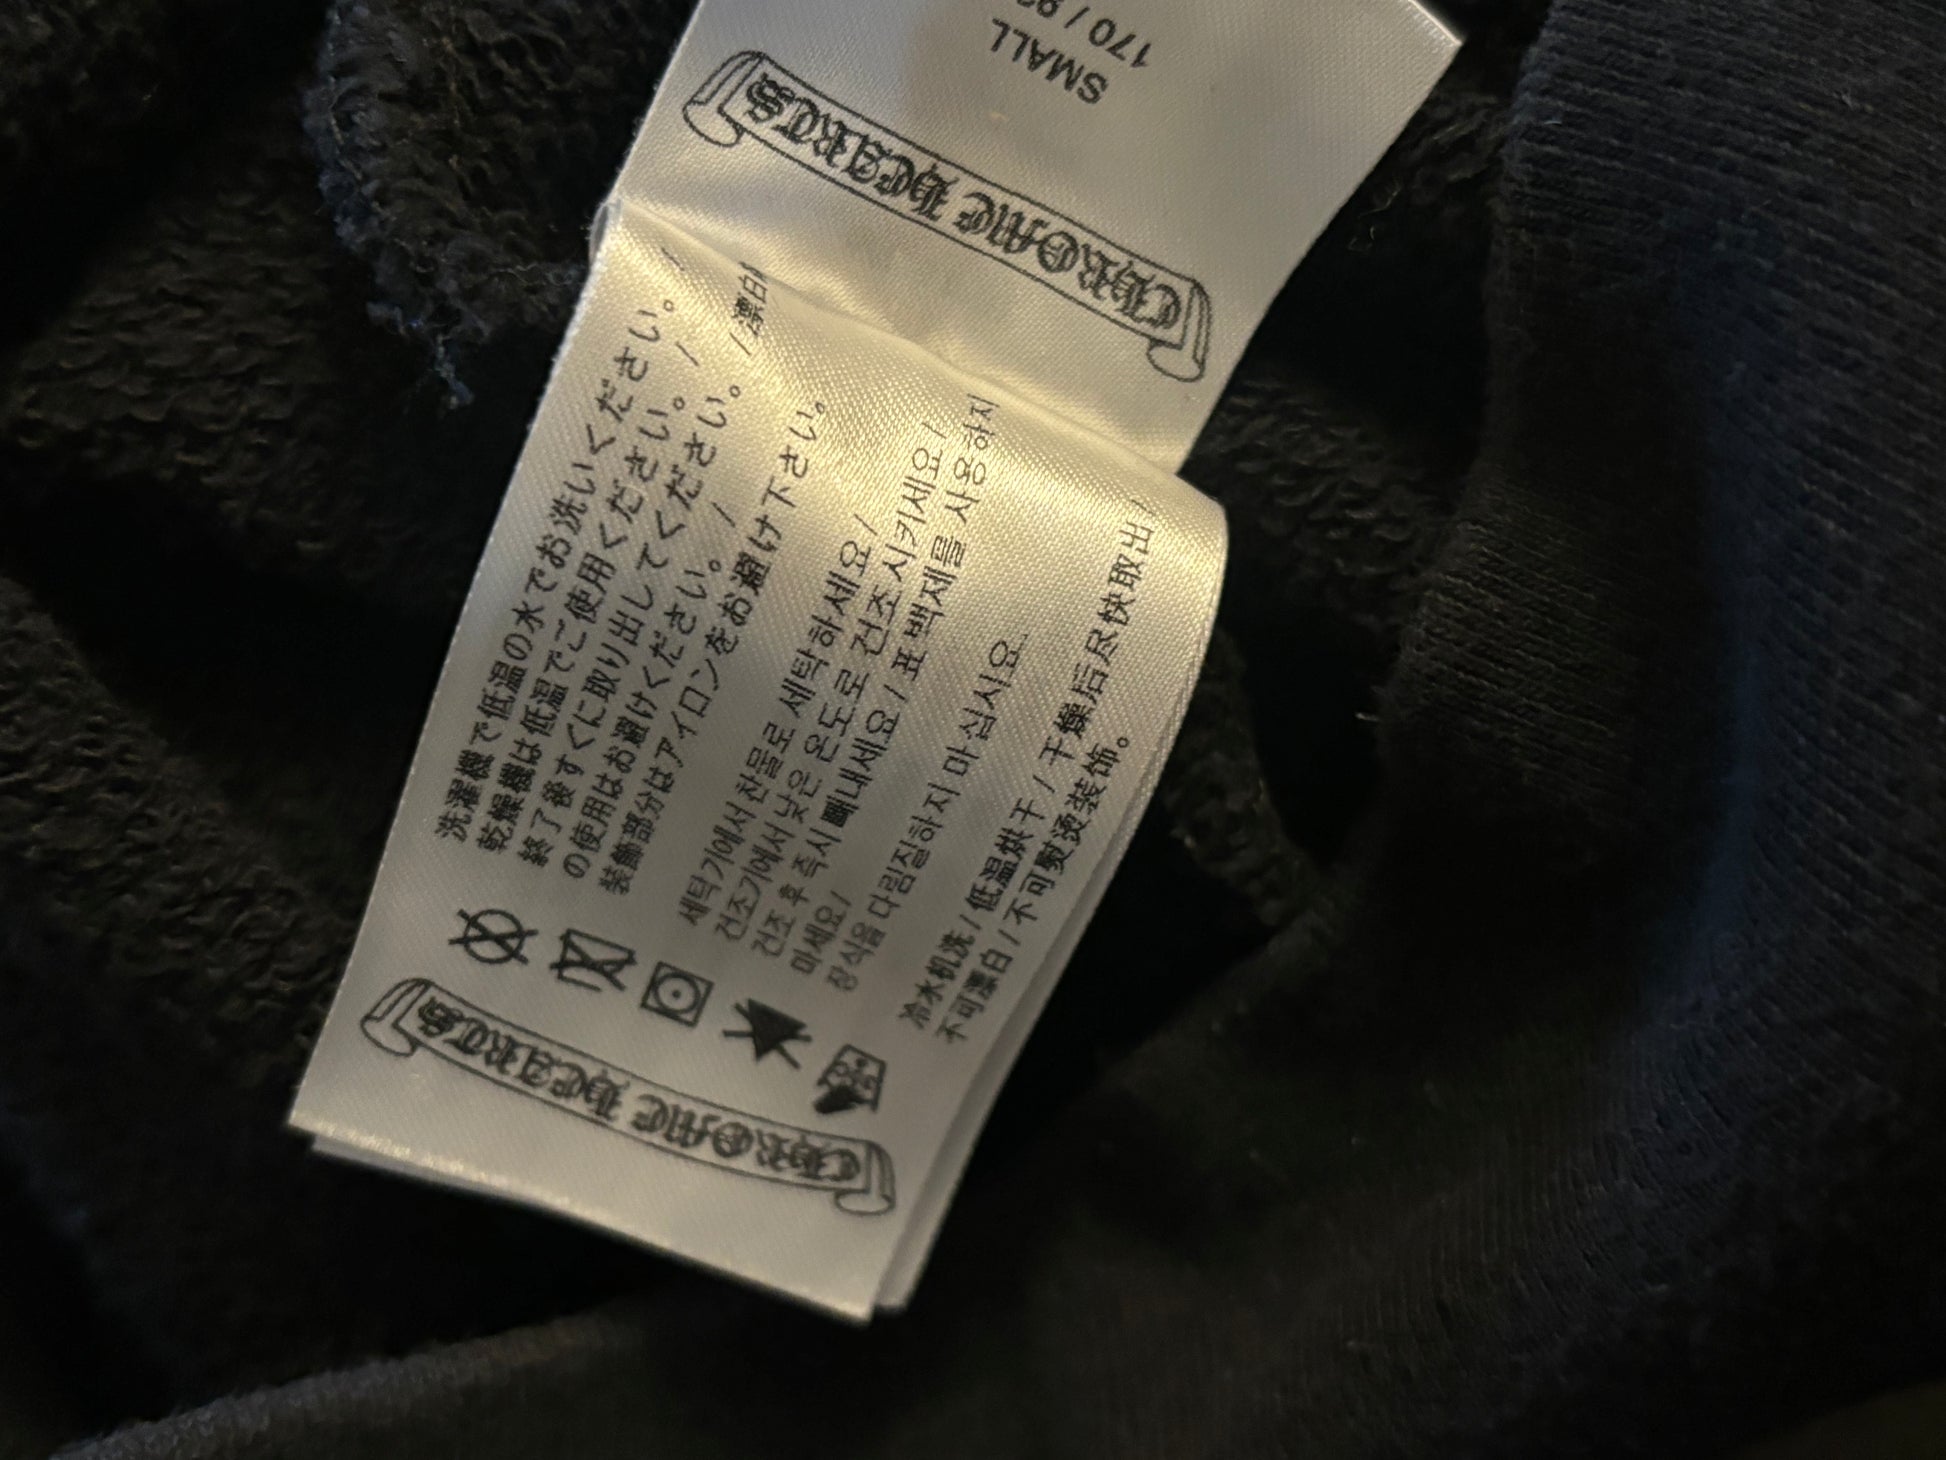 SMALL
170 /
CHROME HEARTS
洗濯機で低温の水でお洗いください。 /
乾燥機は低温でご使用ください。 /
終了後すぐに取り出してください。 / 漂白
の使用はお避けください。 /
装飾部分はアイロンをお避け下さい。
세탁기에서 찬물로 세탁하세요 /
건조기에서 낮은 온도로 건조시키세요 /
건조 후 즉시 빼내세요 / 표백제를 사용하지
마세요 /
장식을 다림질하지 마십시요.
冷水机洗 / 低温烘干 / 干燥后尽快取出 /
不可漂白 / 不可熨烫装饰。
CHROME HEARTS